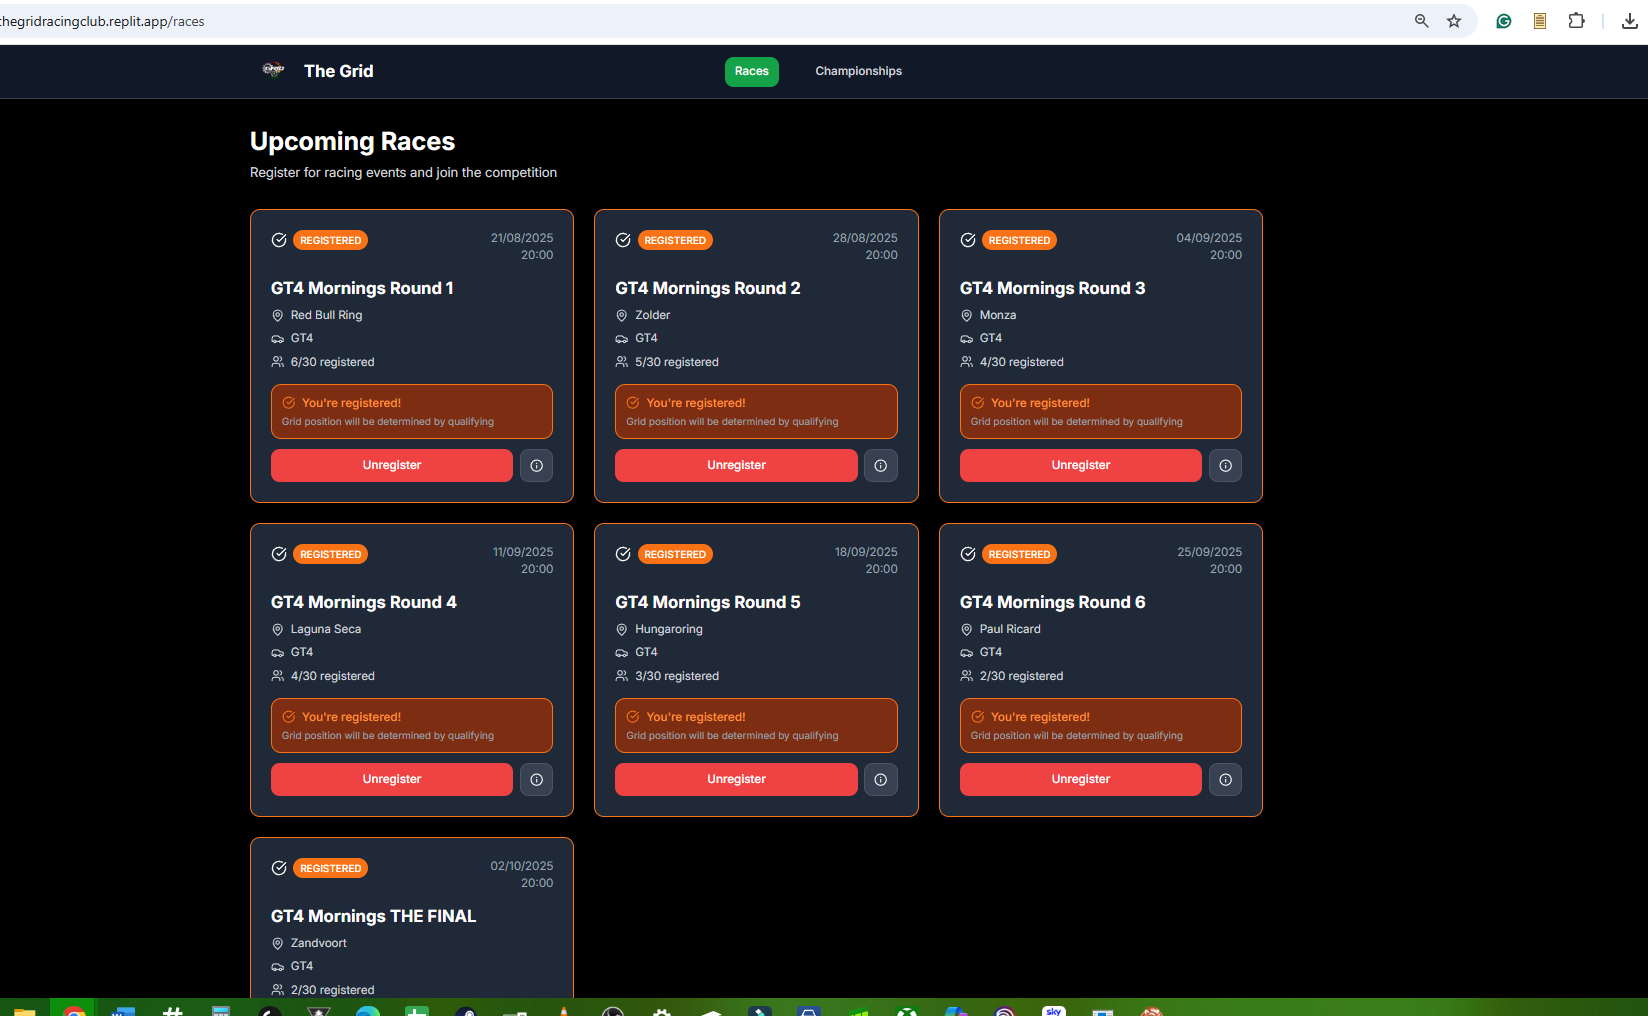 thegridracingclub.replit.app/races
The Grid
Races
Championships
Upcoming Races
Register for racing events and join the competition
REGISTERED
21/08/2025
20:00
GT4 Mornings Round 1
Red Bull Ring
GT4
6/30 registered
You're registered!
Grid position will be determined by qualifying
Unregister
REGISTERED
28/08/2025
20:00
GT4 Mornings Round 2
Zolder
GT4
5/30 registered
You're registered!
Grid position will be determined by qualifying
Unregister
REGISTERED
04/09/2025
20:00
GT4 Mornings Round 3
Monza
GT4
4/30 registered
You're registered!
Grid position will be determined by qualifying
Unregister
REGISTERED
11/09/2025
20:00
GT4 Mornings Round 4
Laguna Seca
GT4
4/30 registered
You're registered!
Grid position will be determined by qualifying
Unregister
REGISTERED
18/09/2025
20:00
GT4 Mornings Round 5
Hungaroring
GT4
3/30 registered
You're registered!
Grid position will be determined by qualifying
Unregister
REGISTERED
25/09/2025
20:00
GT4 Mornings Round 6
Paul Ricard
GT4
2/30 registered
You're registered!
Grid position will be determined by qualifying
Unregister
REGISTERED
02/10/2025
20:00
GT4 Mornings THE FINAL
Zandvoort
GT4
2/30 registered
sky